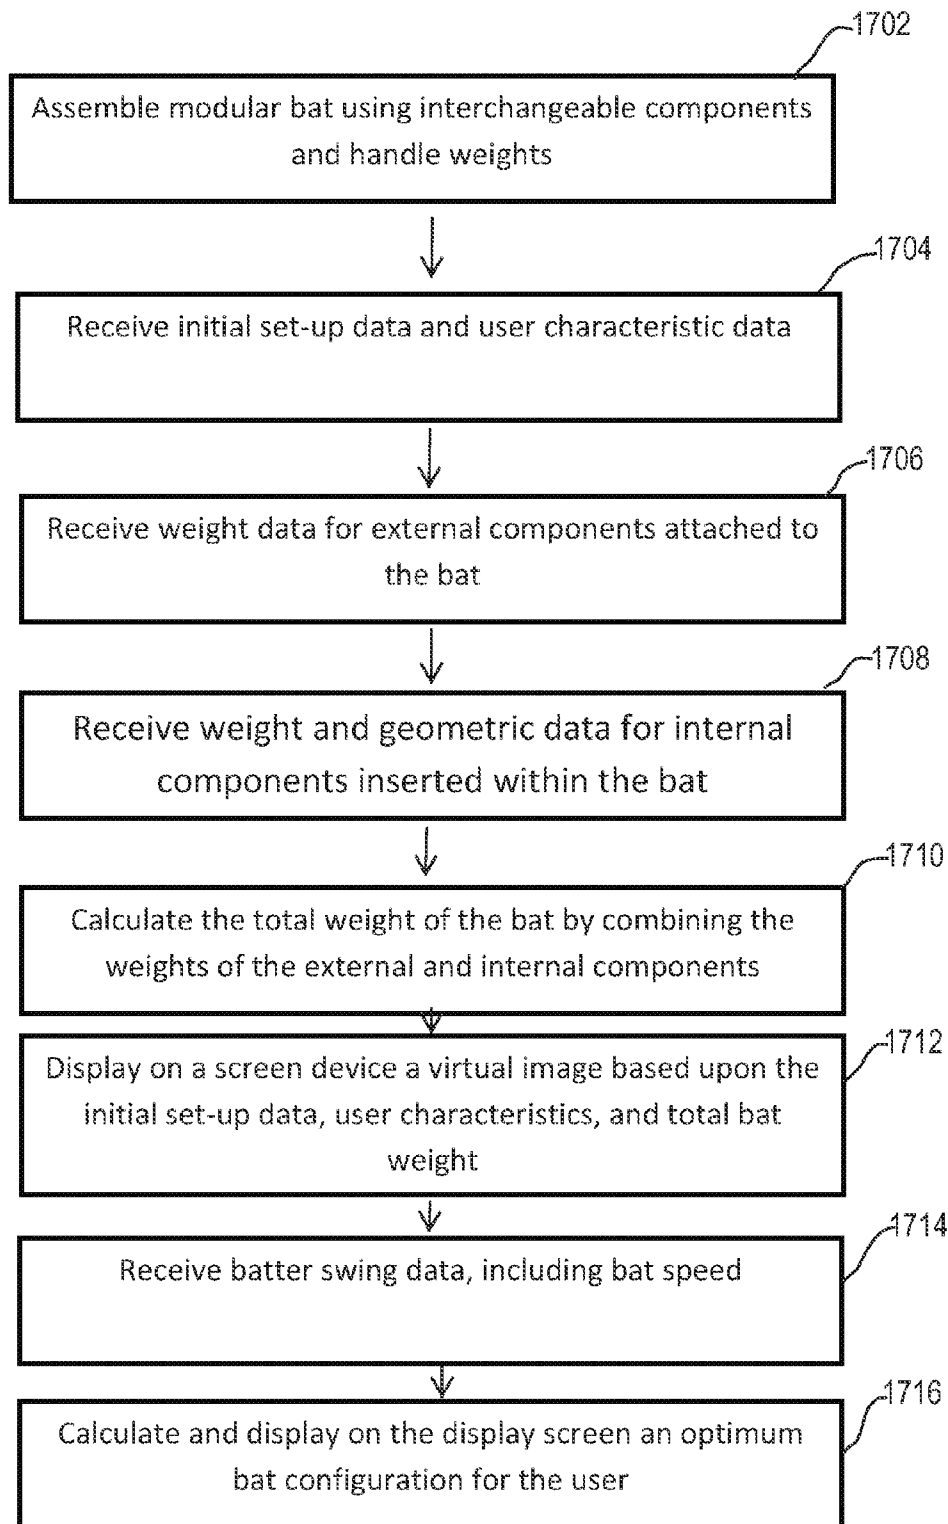 1702
Assemble modular bat using interchangeable components
and handle weights
1704
Receive initial set-up data and user characteristic data
1706
Receive weight data for external components attached to
the bat
1708
Receive weight and geometric data for internal
components inserted within the bat
1710
Calculate the total weight of the bat by combining the
weights of the external and internal components
1712
Display on a screen device a virtual image based upon the
initial set-up data, user characteristics, and total bat
weight
1714
Receive batter swing data, including bat speed
1716
Calculate and display on the display screen an optimum
bat configuration for the user